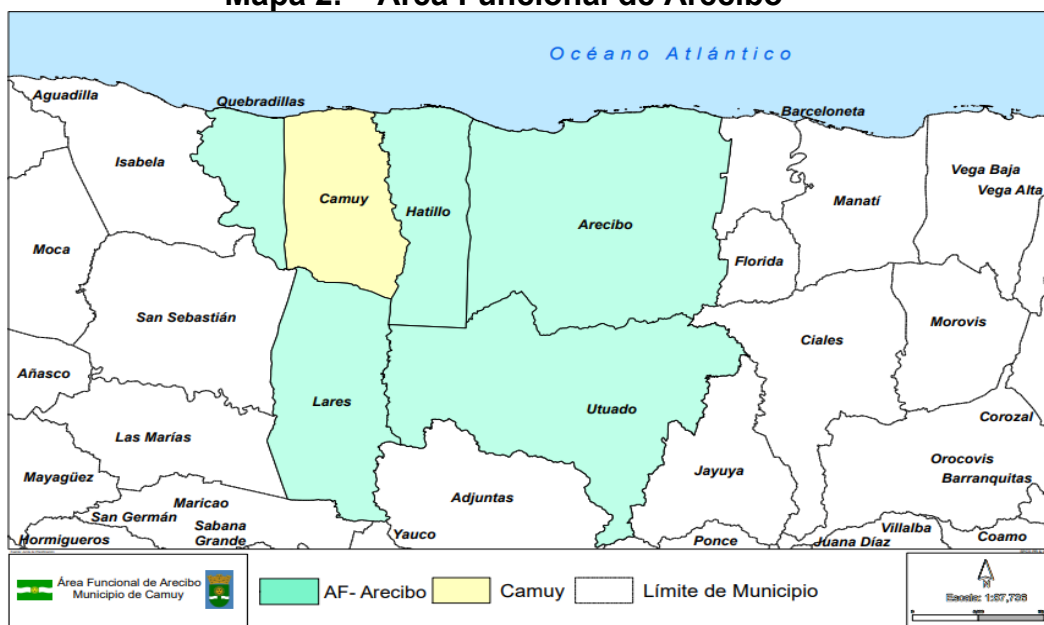 Mapa 2. Área Funcional de Arecibo
Océano Atlántico
Aguadilla
Quebradillas
Barceloneta
Isabela
Camuy
Hatillo
Arecibo
Manatí
Vega Baja
Vega Alta
Moca
Florida
San Sebastián
Ciales
Morovis
Añasco
Lares
Utuado
Corozal
Las Marías
Orocovis
Barranquitas
Mayagüez
Adjuntas
Jayuya
Maricao
San Germán
Sabana
Grande
Hormigueros
Yauco
Ponce
Juana Díaz
Villalba
Coamo
Área Funcional de Arecibo
Municipio de Camuy
AF- Arecibo
Camuy
Límite de Municipio
N